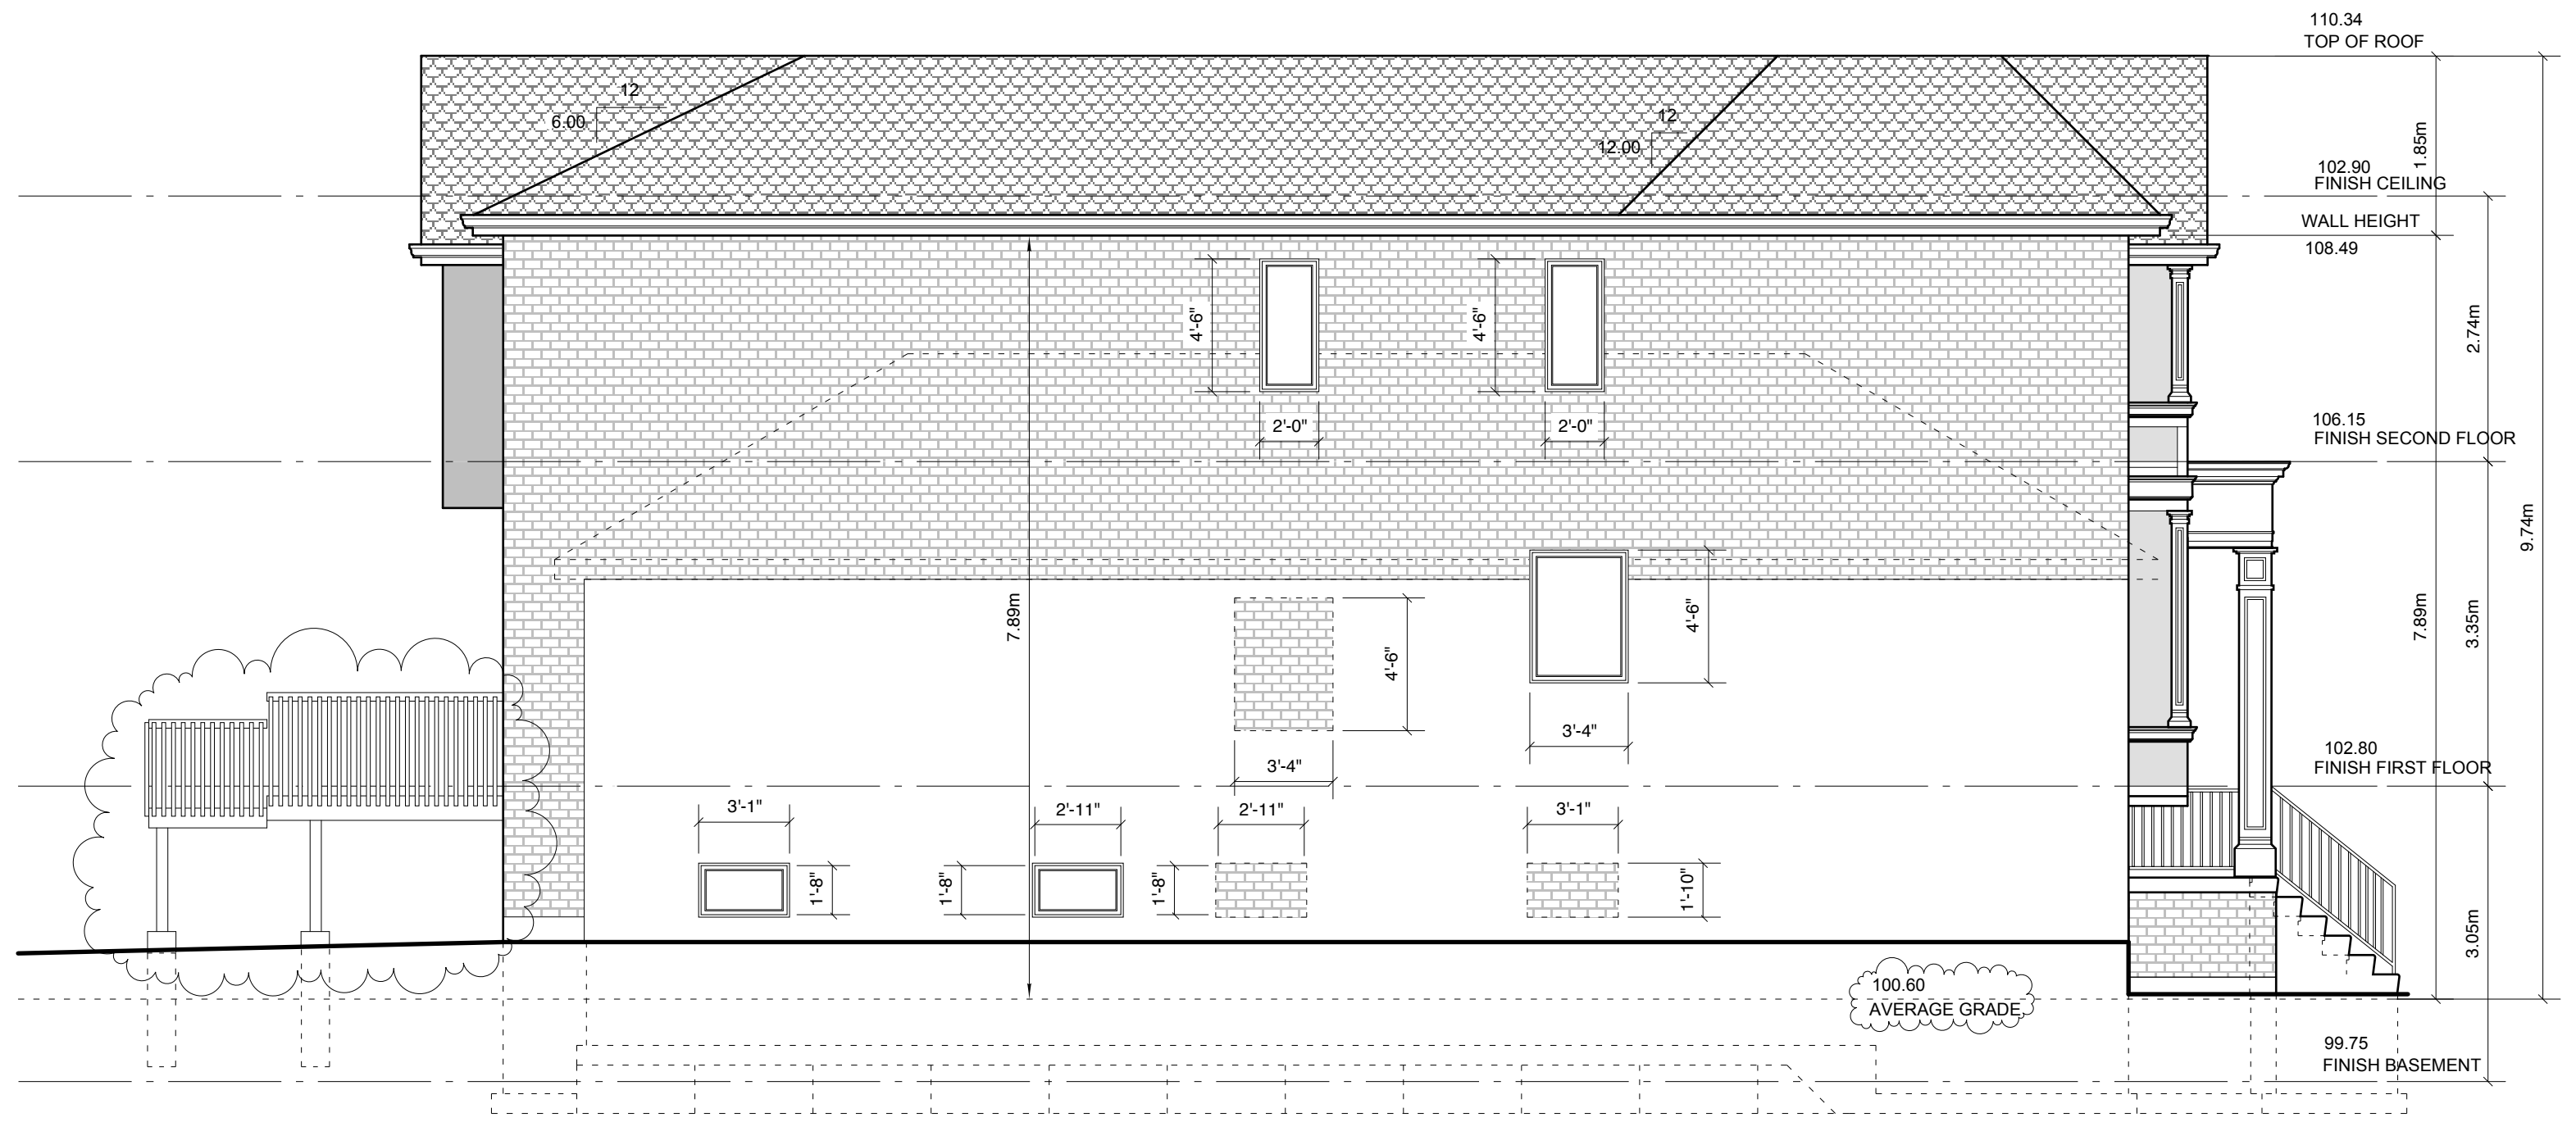 110.34
TOP OF ROOF
12
6.00
12
12.00
1.85m
102.90
FINISH CEILING
WALL HEIGHT
108.49
4'-6"
4'-6"
2.74m
2'-0"
2'-0"
106.15
FINISH SECOND FLOOR
9.74m
7.89m
4'-6"
7.89m
3.35m
4'-6"
3'-4"
3'-4"
102.80
FINISH FIRST FLOOR
3'-1"
2'-11"
2'-11"
3'-1"
1'-8"
1'-8"
1'-8"
1'-10"
3.05m
100.60
AVERAGE GRADE
99.75
FINISH BASEMENT